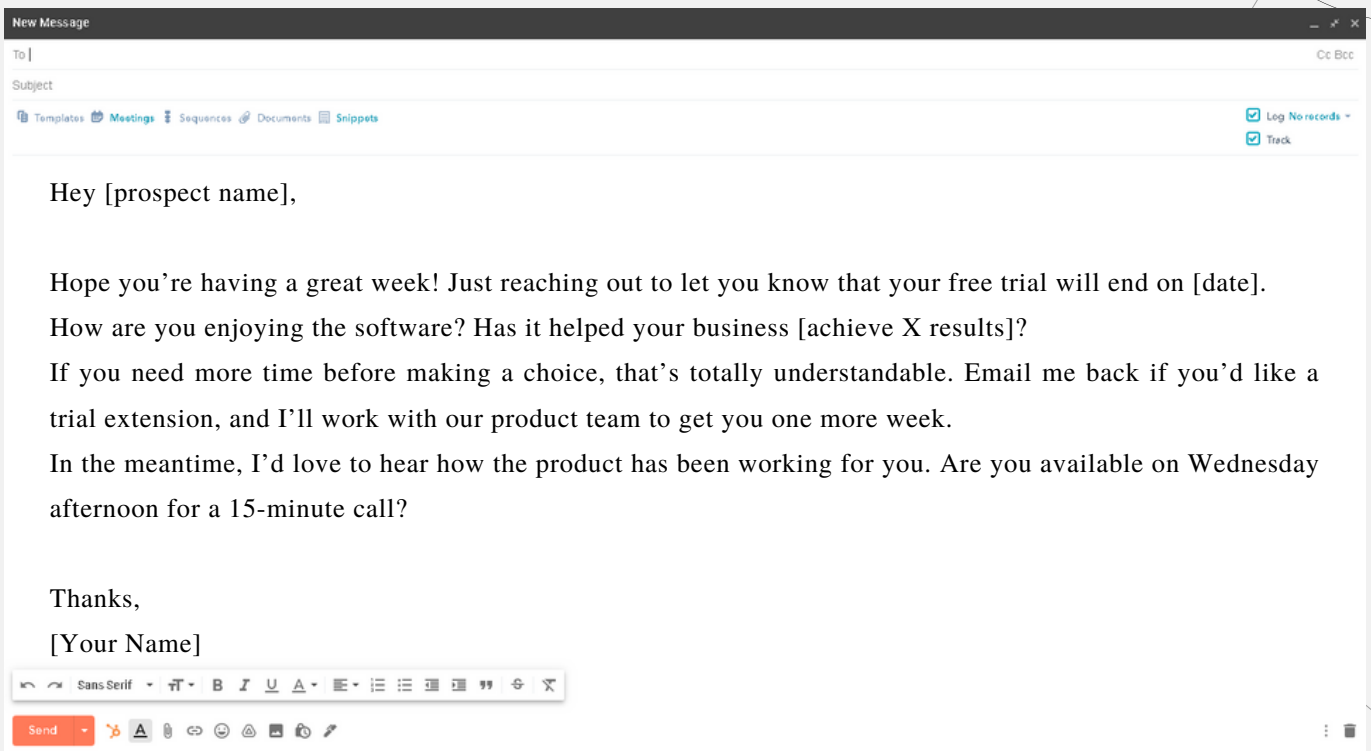 New Message
To
Cc Bcc
Subject
Templates Meetings Sequences Documents Snippets
Log No records
Track
Hey [prospect name],
Hope you’re having a great week! Just reaching out to let you know that your free trial will end on [date].
How are you enjoying the software? Has it helped your business [achieve X results]?
If you need more time before making a choice, that’s totally understandable. Email me back if you’d like a
trial extension, and I’ll work with our product team to get you one more week.
In the meantime, I’d love to hear how the product has been working for you. Are you available on Wednesday
afternoon for a 15-minute call?
Thanks,
[Your Name]
Sans Serif
Send